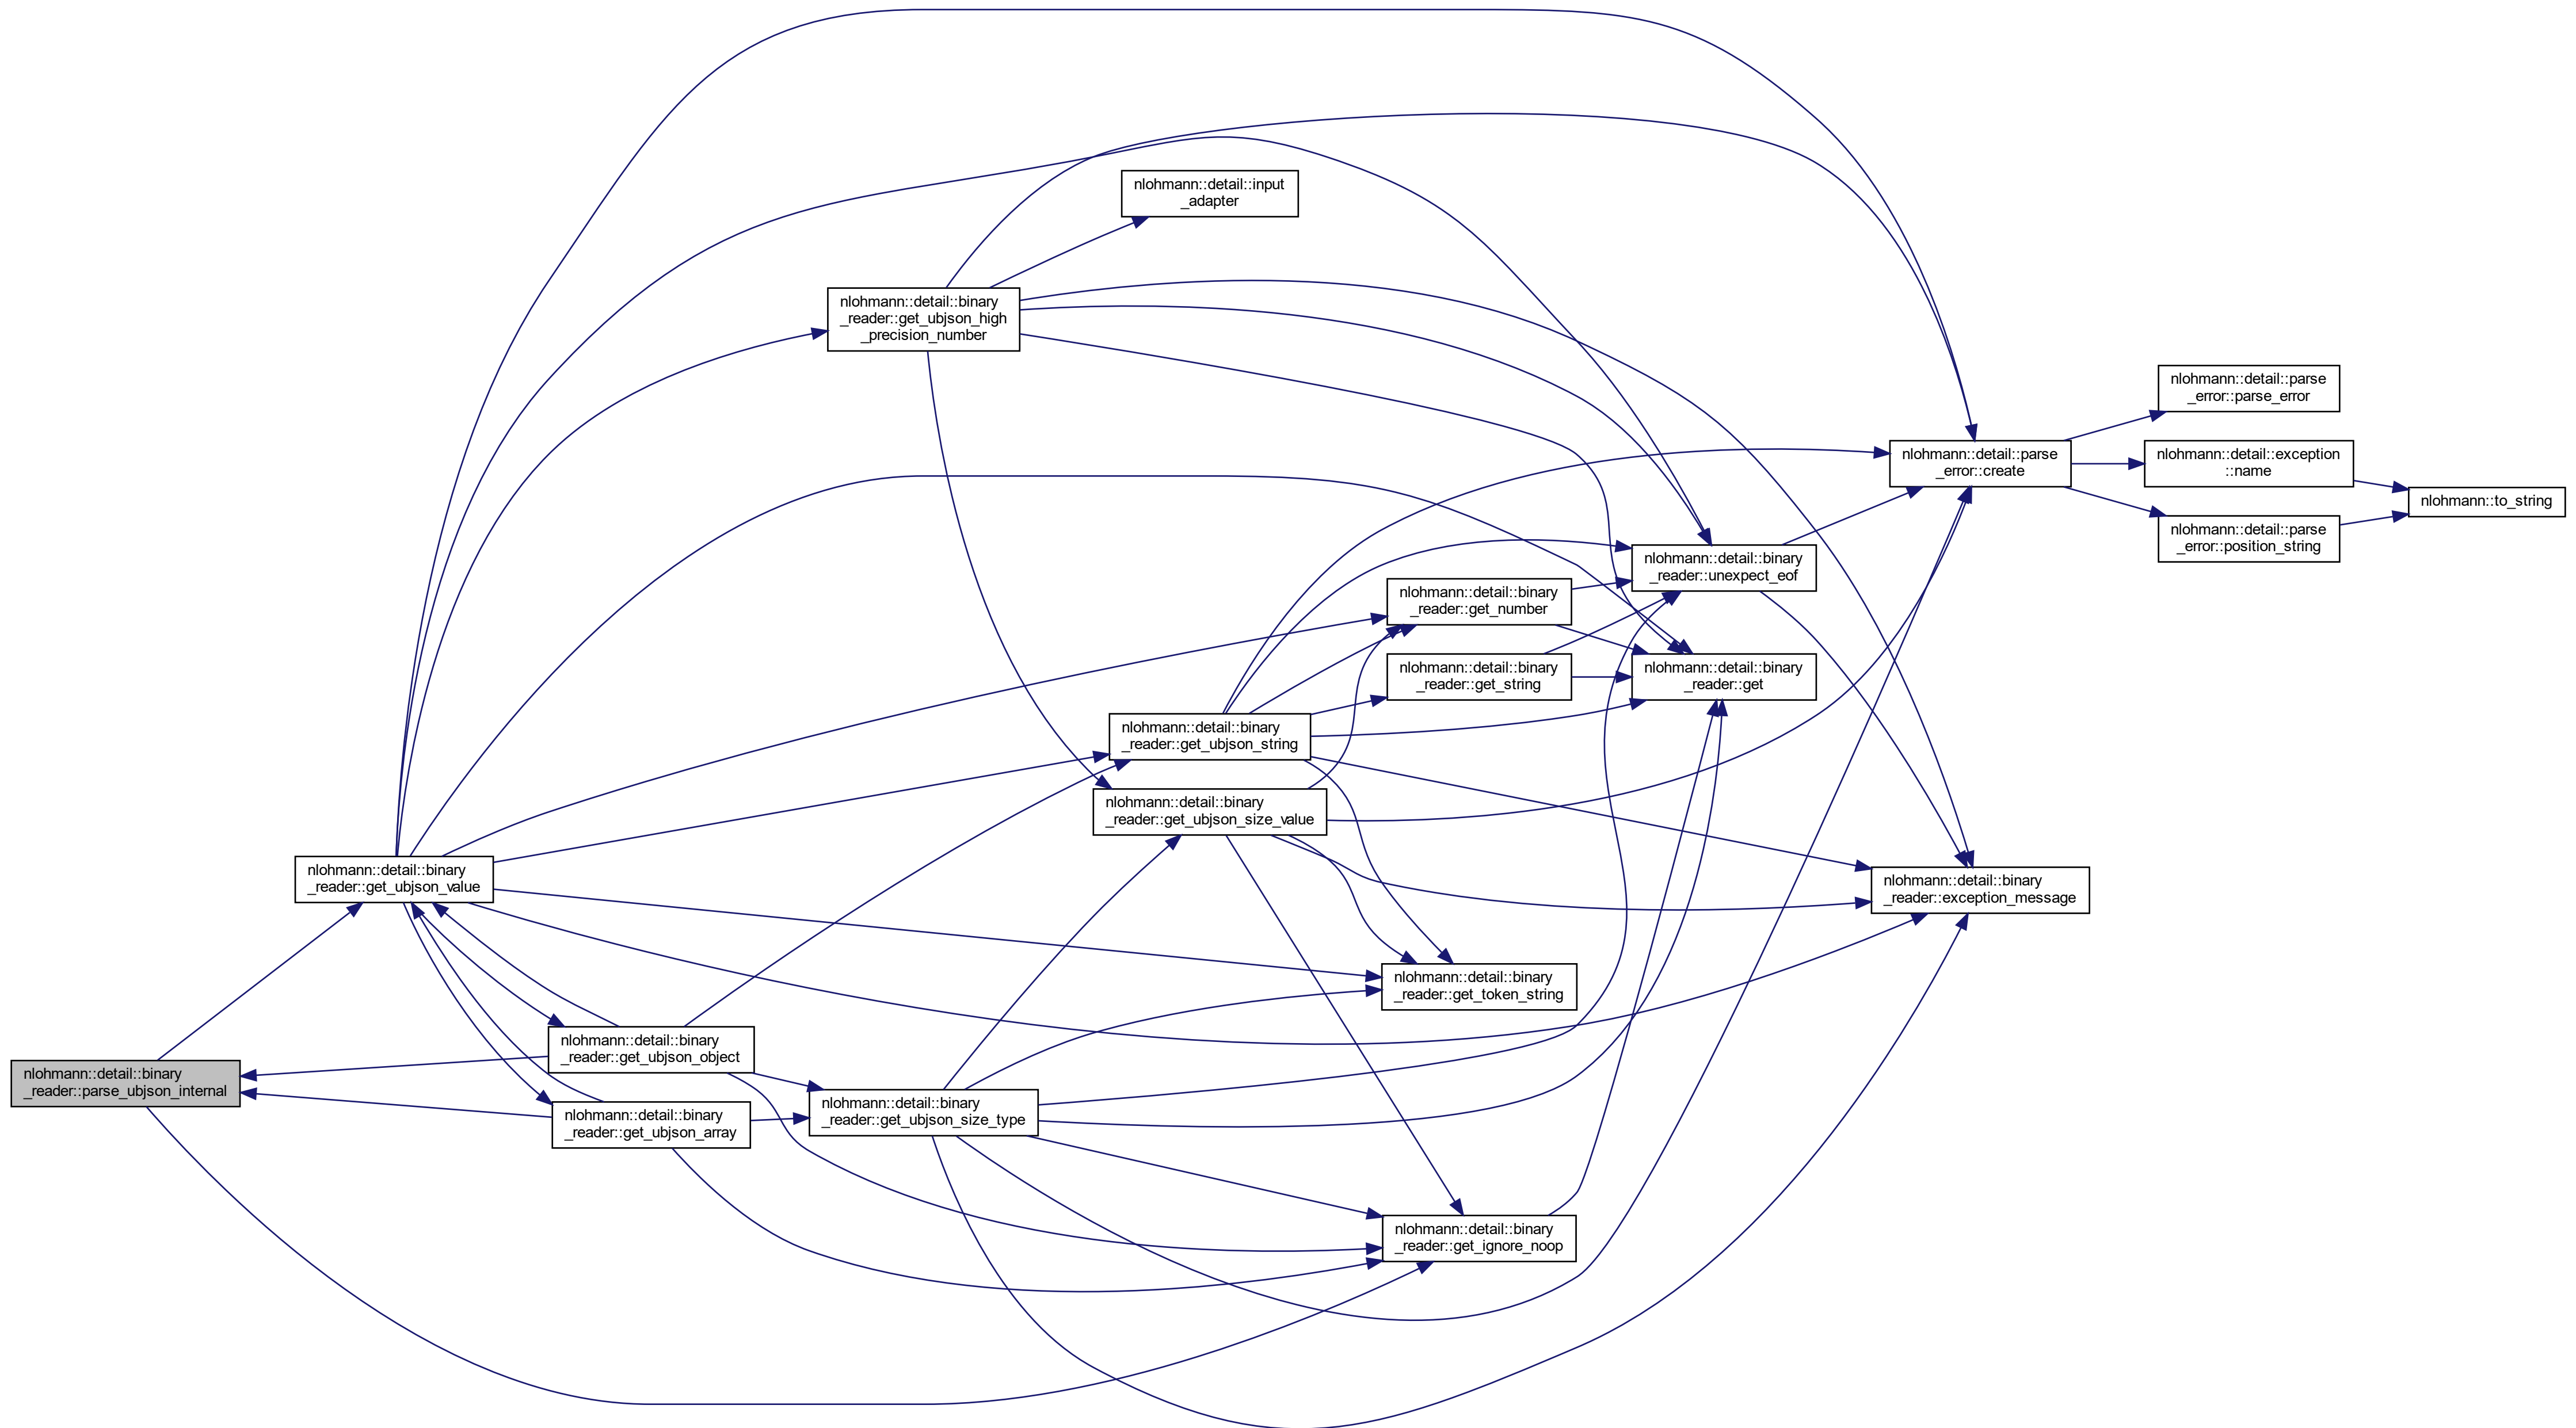 nlohmann::detail::input
_adapter
nlohmann::detail::binary
_reader::get_ubjson_high
_precision_number
nlohmann::detail::parse
_error::parse_error
nlohmann::detail::parse
_error::create
nlohmann::detail::exception
::name
nlohmann::to_string
nlohmann::detail::parse
_error::position_string
nlohmann::detail::binary
_reader::unexpect_eof
nlohmann::detail::binary
_reader::get_number
nlohmann::detail::binary
_reader::get_string
nlohmann::detail::binary
_reader::get
nlohmann::detail::binary
_reader::get_ubjson_string
nlohmann::detail::binary
_reader::get_ubjson_size_value
nlohmann::detail::binary
_reader::get_ubjson_value
nlohmann::detail::binary
_reader::exception_message
nlohmann::detail::binary
_reader::get_token_string
nlohmann::detail::binary
_reader::get_ubjson_object
nlohmann::detail::binary
_reader::parse_ubjson_internal
nlohmann::detail::binary
_reader::get_ubjson_size_type
nlohmann::detail::binary
_reader::get_ubjson_array
nlohmann::detail::binary
_reader::get_ignore_noop